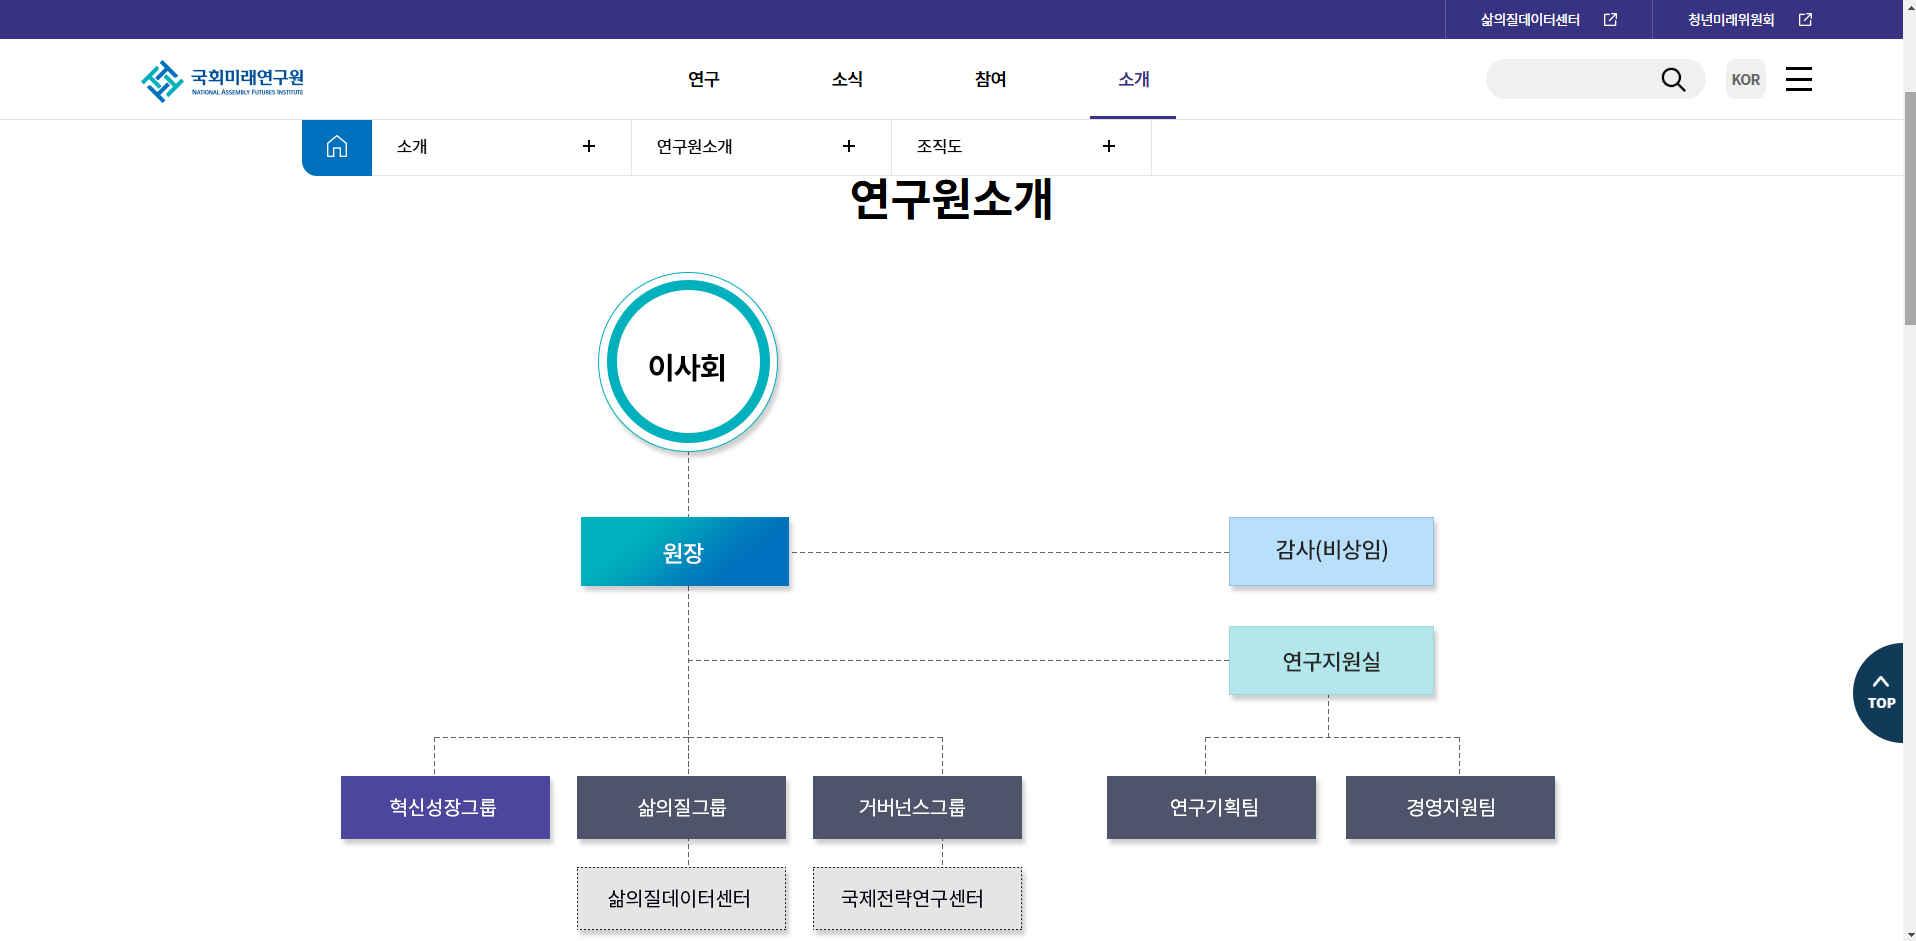 삶의질데이터센터
청년미래위원회
국회미래연구원
NATIONAL ASSEMBLY FUTURES INSTITUTE
연구
소식
참여
소개
KOR
소개
연구원소개
조직도
연구원소개
이사회
원장
감사(비상임)
연구지원실
TOP
혁신성장그룹
삶의질그룹
거버넌스그룹
연구기획팀
경영지원팀
삶의질데이터센터
국제전략연구센터